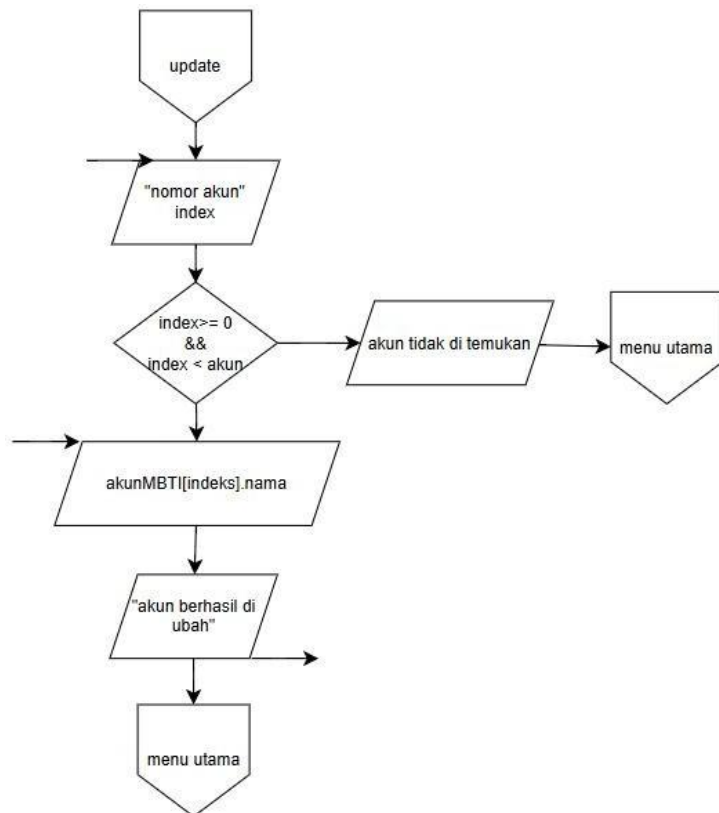 update
"nomor akun"
index
index>= 0
&&
index < akun
akun tidak di temukan
menu utama
akunMBTI[indeks].nama
"akun berhasil di
ubah"
menu utama